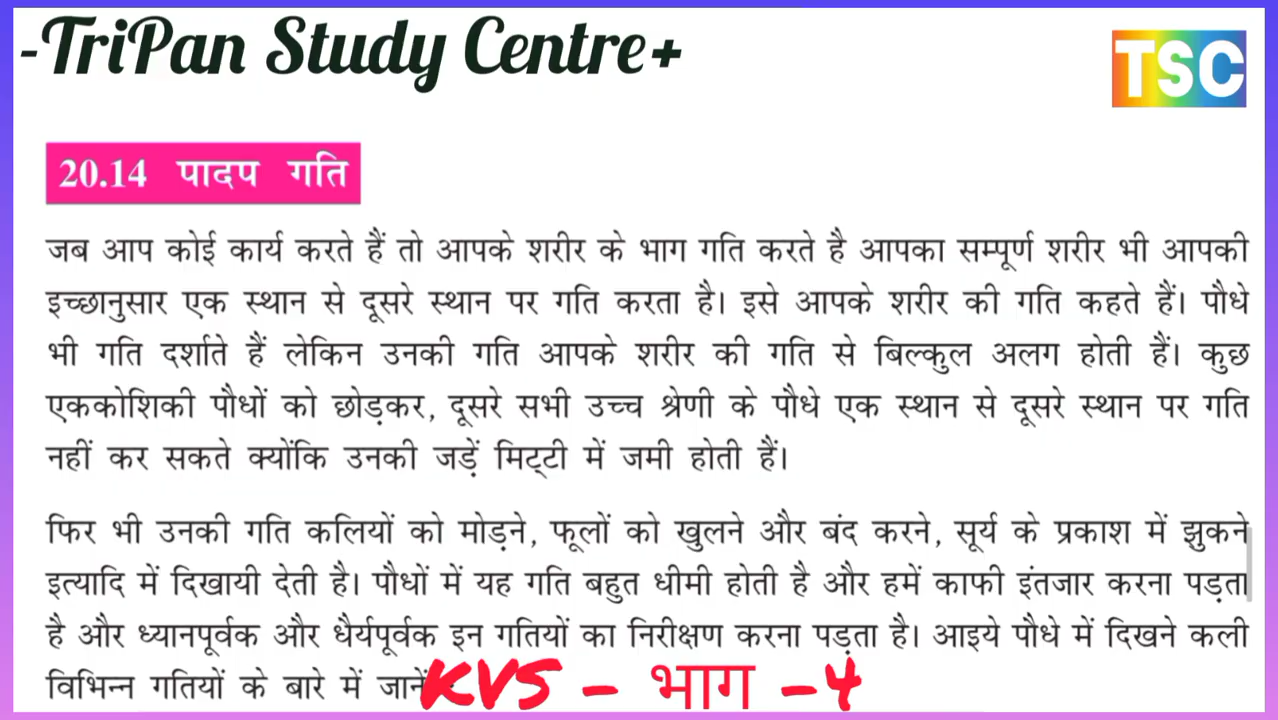 -TriPan Study Centre+
TSC
20.14 पादप गति
जब आप कोई कार्य करते हैं तो आपके शरीर के भाग गति करते है आपका सम्पूर्ण शरीर भी आपकी
इच्छानुसार एक स्थान से दूसरे स्थान पर गति करता है। इसे आपके शरीर की गति कहते हैं। पौधे
भी गति दर्शाते हैं लेकिन उनकी गति आपके शरीर की गति से बिल्कुल अलग होती हैं। कुछ
एककोशिकी पौधों को छोड़कर, दूसरे सभी उच्च श्रेणी के पौधे एक स्थान से दूसरे स्थान पर गति
नहीं कर सकते क्योंकि उनकी जड़ें मिट्टी में जमी होती हैं।
फिर भी उनकी गति कलियों को मोड़ने, फूलों को खुलने और बंद करने, सूर्य के प्रकाश में झुकने
इत्यादि में दिखायी देती है। पौधों में यह गति बहुत धीमी होती है और हमें काफी इंतजार करना पड़ता
है और ध्यानपूर्वक और धैर्यपूर्वक इन गतियों का निरीक्षण करना पड़ता है। आइये पौधे में दिखने कली
विभिन्न गतियों के बारे में जानें
KVS - भाग -4